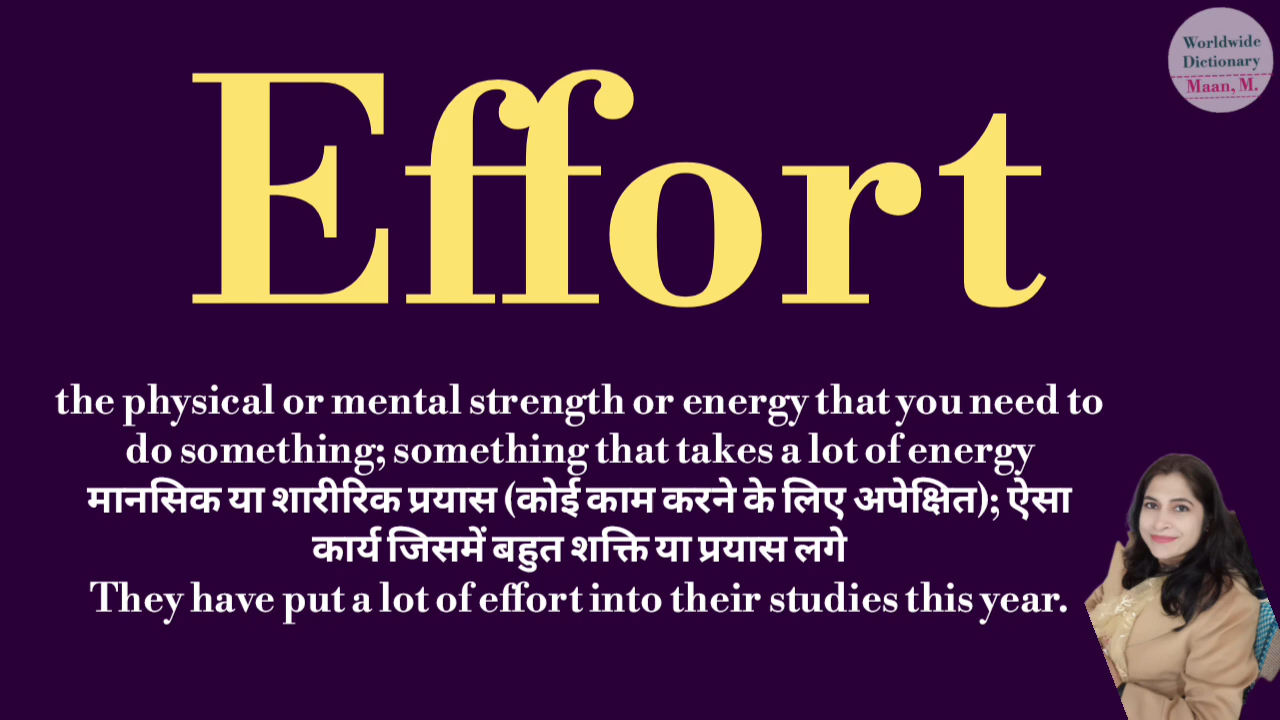 Worldwide
Dictionary
Maan, M.
Effort
the physical or mental strength or energy that you need to
do something; something that takes a lot of energy
मानसिक या शारीरिक प्रयास (कोई काम करने के लिए अपेक्षित); ऐसा
कार्य जिसमें बहुत शक्ति या प्रयास लगे
They have put a lot of effort into their studies this year.